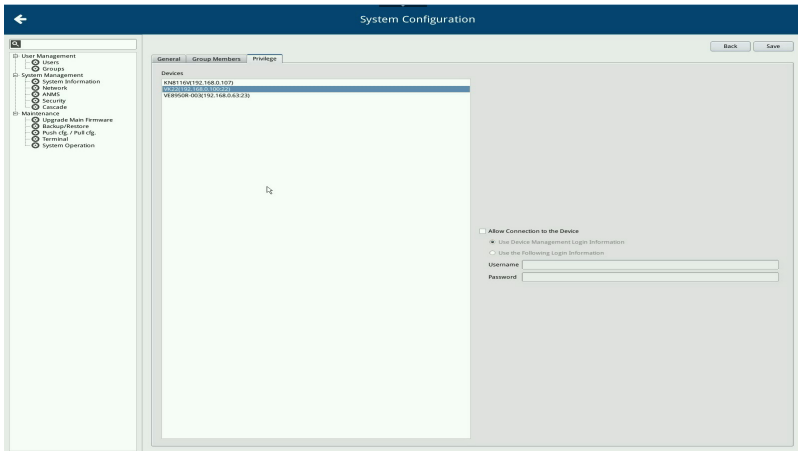 System Configuration
Back
Save
User Management
Users
Groups
System Management
System Information
Network
ANMS
Security
Cascade
Maintenance
Upgrade Main Firmware
Backup/Restore
Push cfg. / Pull cfg.
Terminal
System Operation
General
Group Members
Privilege
Devices
KN8116V(192.168.0.107)
VE8950R-003(192.168.0.63:23)
Allow Connection to the Device
Use Device Management Login Information
Use the Following Login Information
Username
Password